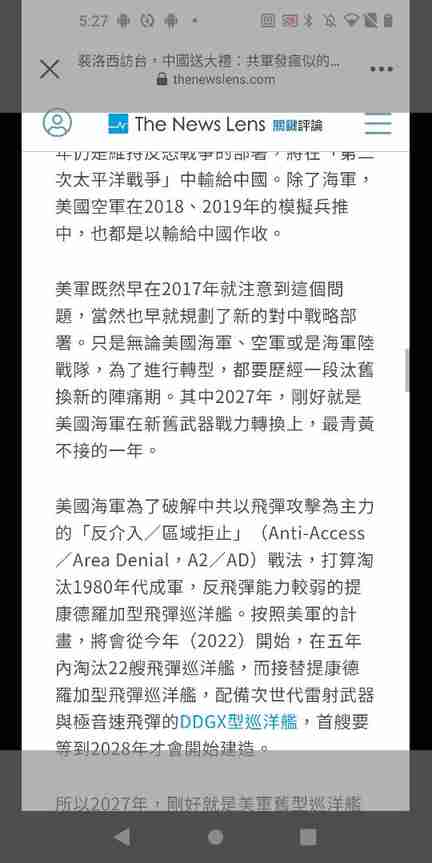 5:27
裴洛西訪台，中國送大禮：共軍發瘋似的...
thenewslens.com
The News Lens 關鍵評論
年仍是維持反恐戰爭的部署，將在「第二
次太平洋戰爭」中輸給中國。除了海軍，
美國空軍在2018、2019年的模擬兵推
中，也都是以輸給中國作收。
美軍既然早在2017年就注意到這個問
題，當然也早就規劃了新的對中戰略部
署。只是無論美國海軍、空軍或是海軍陸
戰隊，為了進行轉型，都要歷經一段汰舊
換新的陣痛期。其中2027年，剛好就是
美國海軍在新舊武器戰力轉換上，最青黃
不接的一年。
美國海軍為了破解中共以飛彈攻擊為主力
的「反介入／區域拒止」（Anti-Access
／Area Denial，A2／AD）戰法，打算淘
汰1980年代成軍，反飛彈能力較弱的提
康德羅加型飛彈巡洋艦。按照美軍的計
畫，將會從今年（2022）開始，在五年
內淘汰22艘飛彈巡洋艦，而接替提康德
羅加型飛彈巡洋艦，配備次世代雷射武器
與極音速飛彈的DDGX型巡洋艦，首艘要
等到2028年才會開始建造。
所以2027年，剛好就是美軍舊型巡洋艦